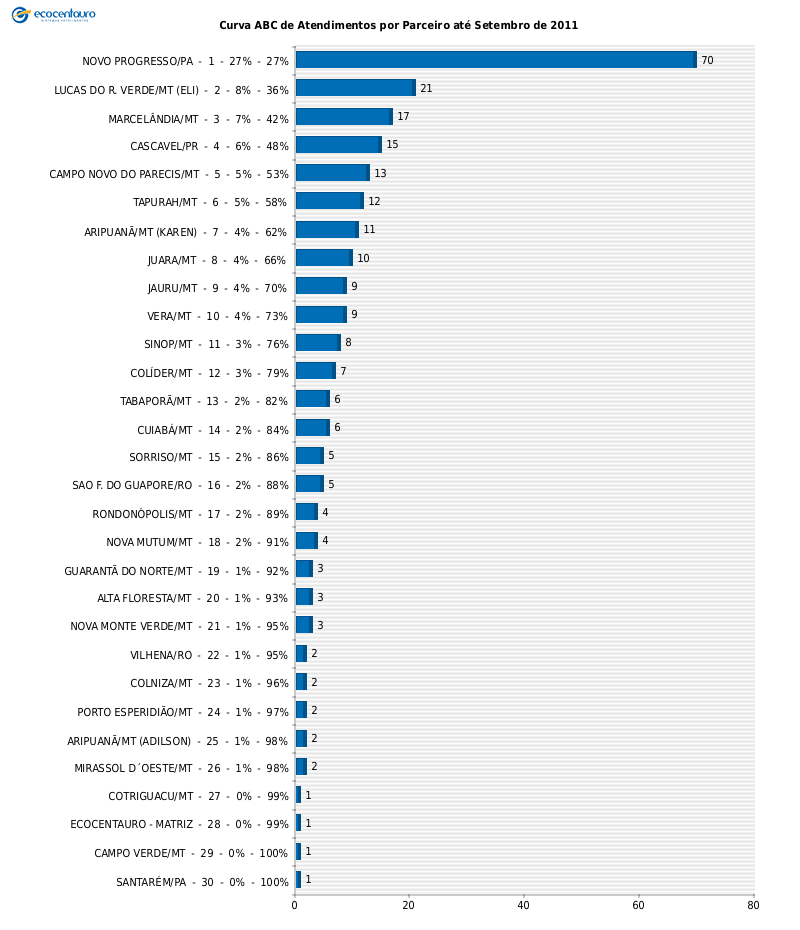 ecocentauro
Curva ABC de Atendimentos por Parceiro até Setembro de 2011
NOVO PROGRESSO/PA - 1 - 27% - 27% 70
LUCAS DO R. VERDE/MT (ELI) - 2 - 8% - 36% 21
MARCELÂNDIA/MT - 3 - 7% - 42% 17
CASCAVEL/PR - 4 - 6% - 48% 15
CAMPO NOVO DO PARECIS/MT - 5 - 5% - 53% 13
TAPURAH/MT - 6 - 5% - 58% 12
ARIPUANÃ/MT (KAREN) - 7 - 4% - 62% 11
JUARA/MT - 8 - 4% - 66% 10
JAURU/MT - 9 - 4% - 70% 9
VERA/MT - 10 - 4% - 73% 9
SINOP/MT - 11 - 3% - 76% 8
COLÍDER/MT - 12 - 3% - 79% 7
TABAPORÃ/MT - 13 - 2% - 82% 6
CUIABÁ/MT - 14 - 2% - 84% 6
SORRISO/MT - 15 - 2% - 86% 5
SAO F. DO GUAPORE/RO - 16 - 2% - 88% 5
RONDONÓPOLIS/MT - 17 - 2% - 89% 4
NOVA MUTUM/MT - 18 - 2% - 91% 4
GUARANTÃ DO NORTE/MT - 19 - 1% - 92% 3
ALTA FLORESTA/MT - 20 - 1% - 93% 3
NOVA MONTE VERDE/MT - 21 - 1% - 95% 3
VILHENA/RO - 22 - 1% - 95% 2
COLNIZA/MT - 23 - 1% - 96% 2
PORTO ESPERIDIÃO/MT - 24 - 1% - 97% 2
ARIPUANÃ/MT (ADILSON) - 25 - 1% - 98% 2
MIRASSOL D´OESTE/MT - 26 - 1% - 98% 2
COTRIGUACU/MT - 27 - 0% - 99% 1
ECOCENTAURO - MATRIZ - 28 - 0% - 99% 1
CAMPO VERDE/MT - 29 - 0% - 100% 1
SANTARÉM/PA - 30 - 0% - 100% 1
0 20 40 60 80